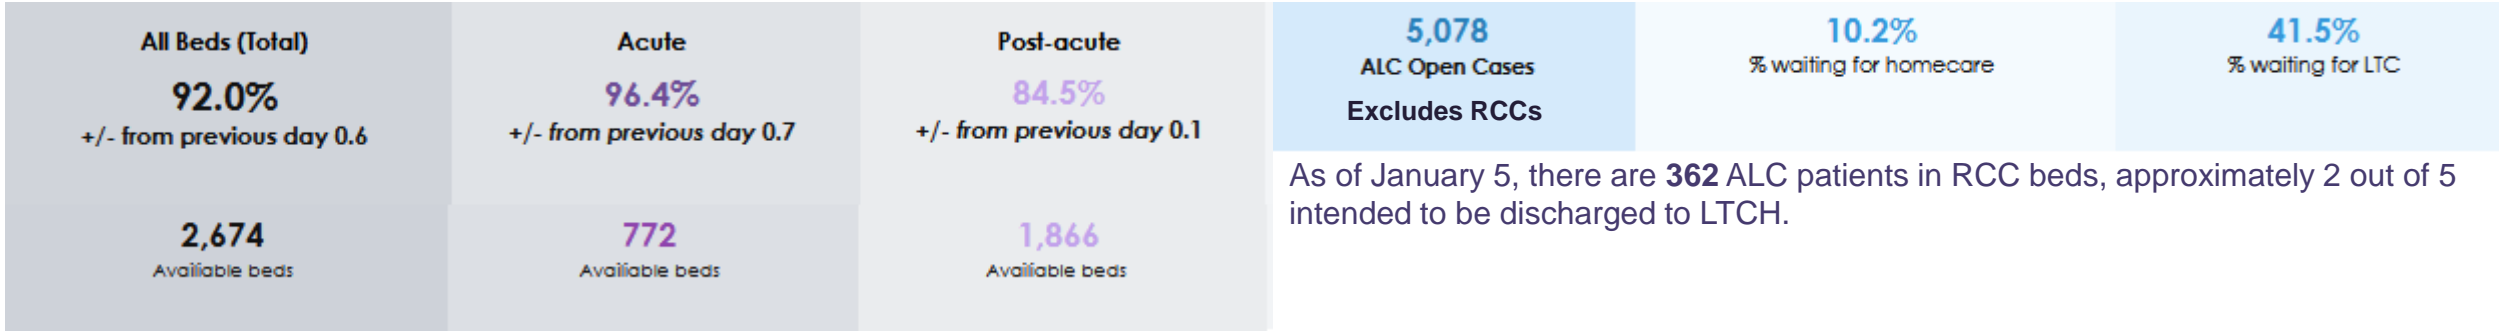 All Beds (Total)
92.0%
+/- from previous day 0.6
2,674
Availiable beds
Acute
96.4%
+/- from previous day 0.7
772
Availiable beds
Post-acute
84.5%
+/- from previous day 0.1
1,866
Availiable beds
5,078
ALC Open Cases
Excludes RCCs
10.2%
% waiting for homecare
41.5%
% waiting for LTC
As of January 5, there are 362 ALC patients in RCC beds, approximately 2 out of 5
intended to be discharged to LTCH.